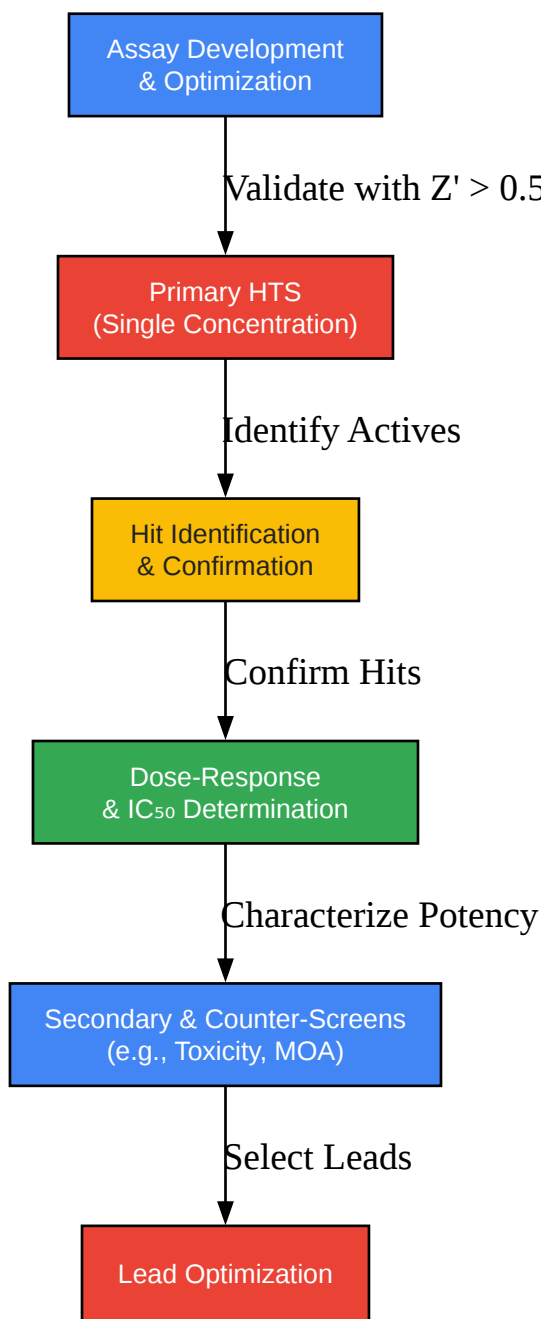 Assay Development
& Optimization
Validate with Z' > 0.5
Primary HTS
(Single Concentration)
Identify Actives
Hit Identification
& Confirmation
Confirm Hits
Dose-Response
& IC₅₀ Determination
Characterize Potency
Secondary & Counter-Screens
(e.g., Toxicity, MOA)
Select Leads
Lead Optimization